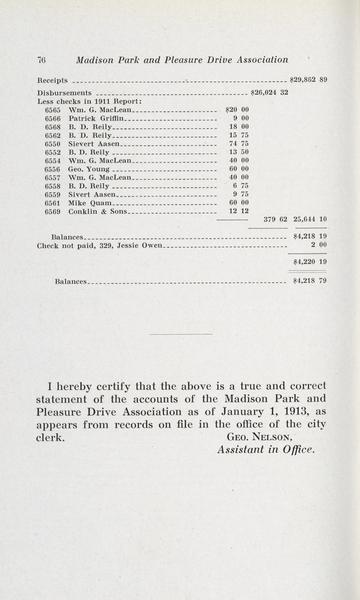 76 Madison Park and Pleasure Drive Association
Receipts $29,862 89
Disbursements $26,024 32
Less checks in 1911 Report:
6565 Wm. G. MacLean $20 00
6566 Patrick Griffin 9 00
6568 B. D. Reily 18 00
6562 B. D. Reily 15 75
6550 Sievert Aasen 74 75
6552 B. D. Reily 13 50
6554 Wm. G. MacLean 40 00
6556 Geo. Young 60 00
6557 Wm. G. MacLean 40 00
6558 B. D. Reily 6 75
6559 Sivert Aasen 9 75
6561 Mike Quam 60 00
6569 Conklin & Sons 12 12
379 62 25,644 10
Balances $4,218 19
Check not paid, 329, Jessie Owen 2 00
$4,220 19
Balances $4,218 79
I hereby certify that the above is a true and correct
statement of the accounts of the Madison Park and
Pleasure Drive Association as of January 1, 1913, as
appears from records on file in the office of the city
clerk. Geo. Nelson,
Assistant in Office.